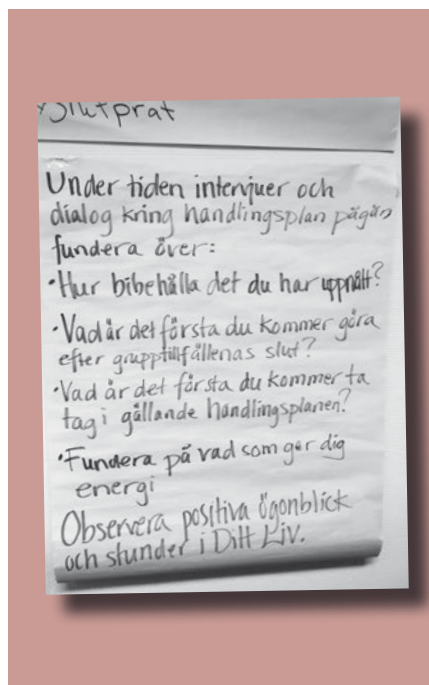 Slutprat
Under tiden intervjuer och
dialog kring handlingsplan pågår
fundera över:
• Hur bibehålla det du har uppnått?
• Vad är det första du kommer göra
efter grupptillfällenas slut?
• Vad är det första du kommer ta
tag i gällande handlingsplanen?
• Fundera på vad som ger dig
energi
Observera positiva ögonblick
och stunder i Ditt Liv.